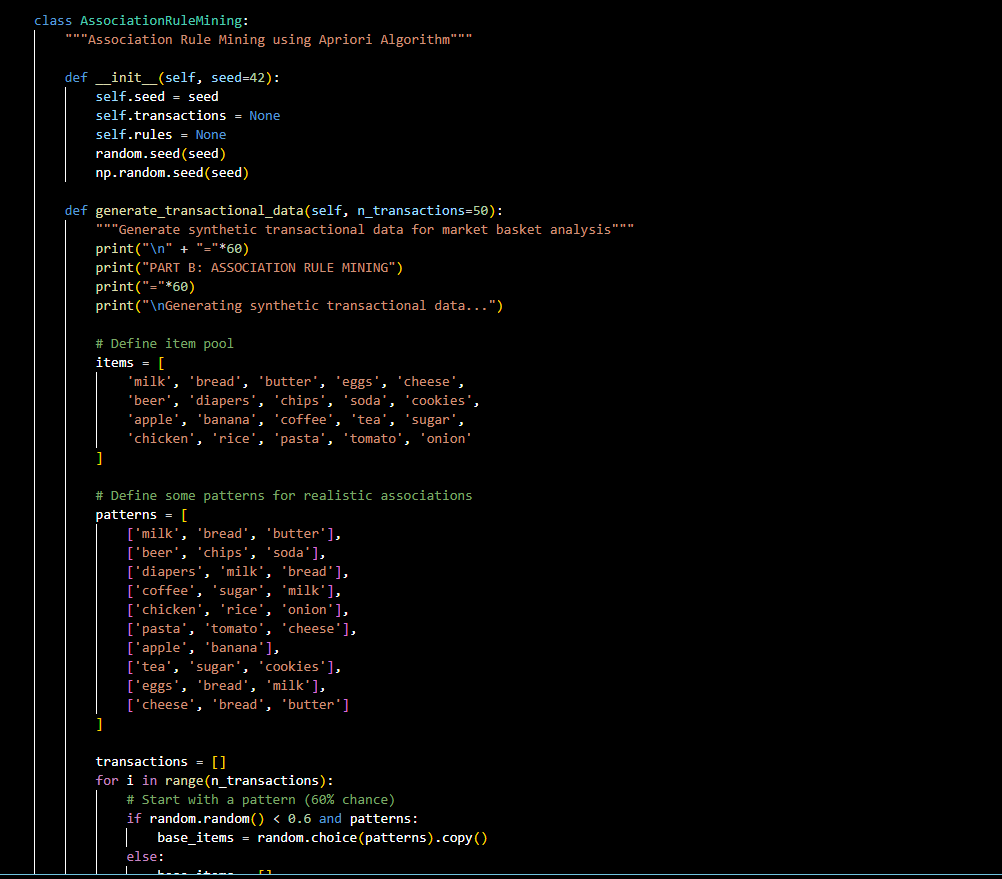 class AssociationRuleMining:
"""Association Rule Mining using Apriori Algorithm"""
def __init__(self, seed=42):
self.seed = seed
self.transactions = None
self.rules = None
random.seed(seed)
np.random.seed(seed)
def generate_transactional_data(self, n_transactions=50):
"""Generate synthetic transactional data for market basket analysis"""
print("\n" + "="*60)
print("PART B: ASSOCIATION RULE MINING")
print("="*60)
print("\nGenerating synthetic transactional data...")
# Define item pool
items = [
'milk', 'bread', 'butter', 'eggs', 'cheese',
'beer', 'diapers', 'chips', 'soda', 'cookies',
'apple', 'banana', 'coffee', 'tea', 'sugar',
'chicken', 'rice', 'pasta', 'tomato', 'onion'
]
# Define some patterns for realistic associations
patterns = [
['milk', 'bread', 'butter'],
['beer', 'chips', 'soda'],
['diapers', 'milk', 'bread'],
['coffee', 'sugar', 'milk'],
['chicken', 'rice', 'onion'],
['pasta', 'tomato', 'cheese'],
['apple', 'banana'],
['tea', 'sugar', 'cookies'],
['eggs', 'bread', 'milk'],
['cheese', 'bread', 'butter']
]
transactions = []
for i in range(n_transactions):
# Start with a pattern (60% chance)
if random.random() < 0.6 and patterns:
base_items = random.choice(patterns).copy()
else: